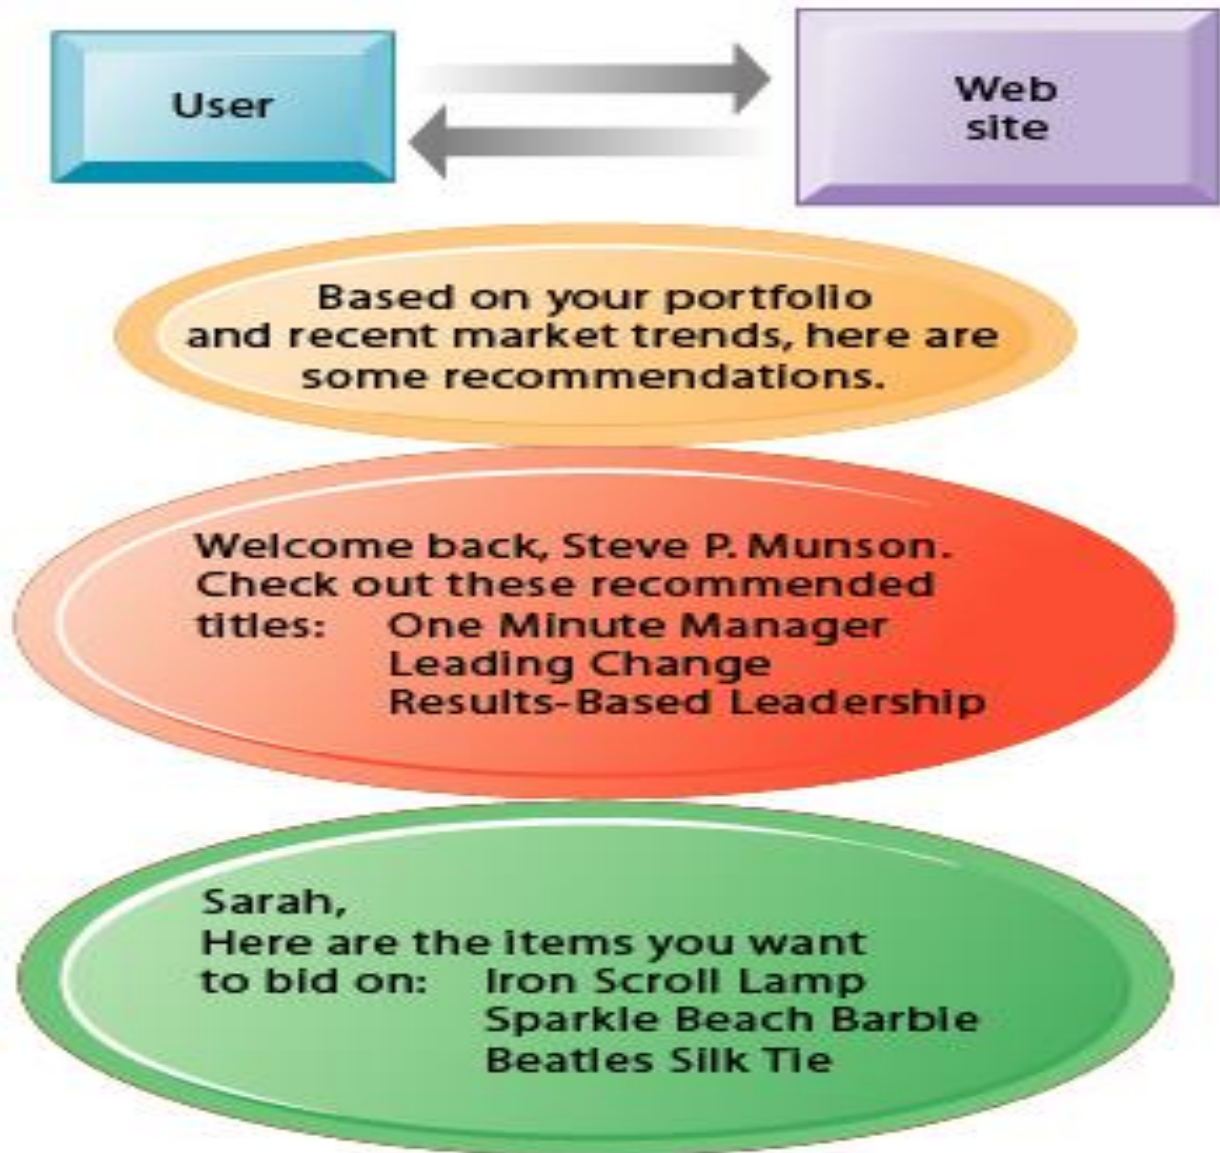 User
Web
site
Based on your portfolio
and recent market trends, here are
some recommendations.
Welcome back, Steve P. Munson.
Check out these recommended
titles: One Minute Manager
Leading Change
Results-Based Leadership
Sarah,
Here are the items you want
to bid on: Iron Scroll Lamp
Sparkle Beach Barbie
Beatles Silk Tie